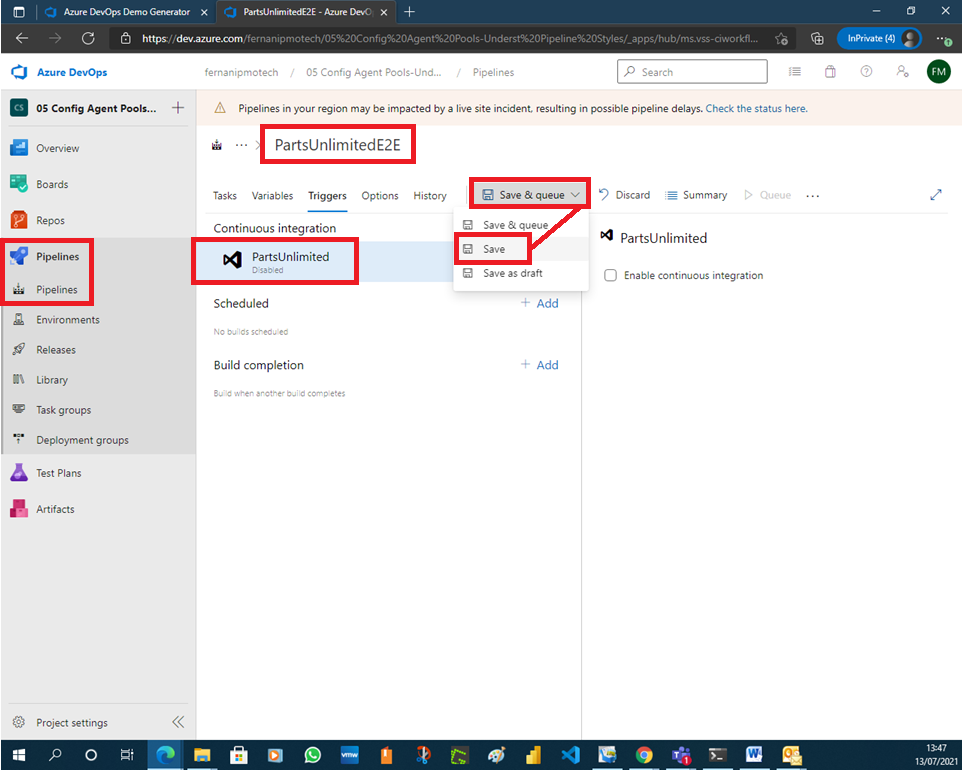 Azure DevOps Demo Generator
PartsUnlimitedE2E - Azure DevO
https://dev.azure.com/fernanipmotech/05%20Config%20Agent%20Pools-Underst%20Pipeline%20Styles/_apps/hub/ms.vss-ciworkfl...
InPrivate (4)
Azure DevOps
fernanipmotech / 05 Config Agent Pools-Und... / Pipelines
Search
FM
CS 05 Config Agent Pools...
Pipelines in your region may be impacted by a live site incident, resulting in possible pipeline delays. Check the status here.
Overview
Boards
Repos
Pipelines
Pipelines
Environments
Releases
Library
Task groups
Deployment groups
Test Plans
Artifacts
Project settings
··· > PartsUnlimitedE2E
Tasks Variables Triggers Options History Save & queue Discard Summary Queue ...
Save & queue
Save
Save as draft
Continuous integration
PartsUnlimited
Disabled
Scheduled + Add
No builds scheduled
Build completion + Add
Build when another build completes
PartsUnlimited
Enable continuous integration
vmw
1
13:47
13/07/2021